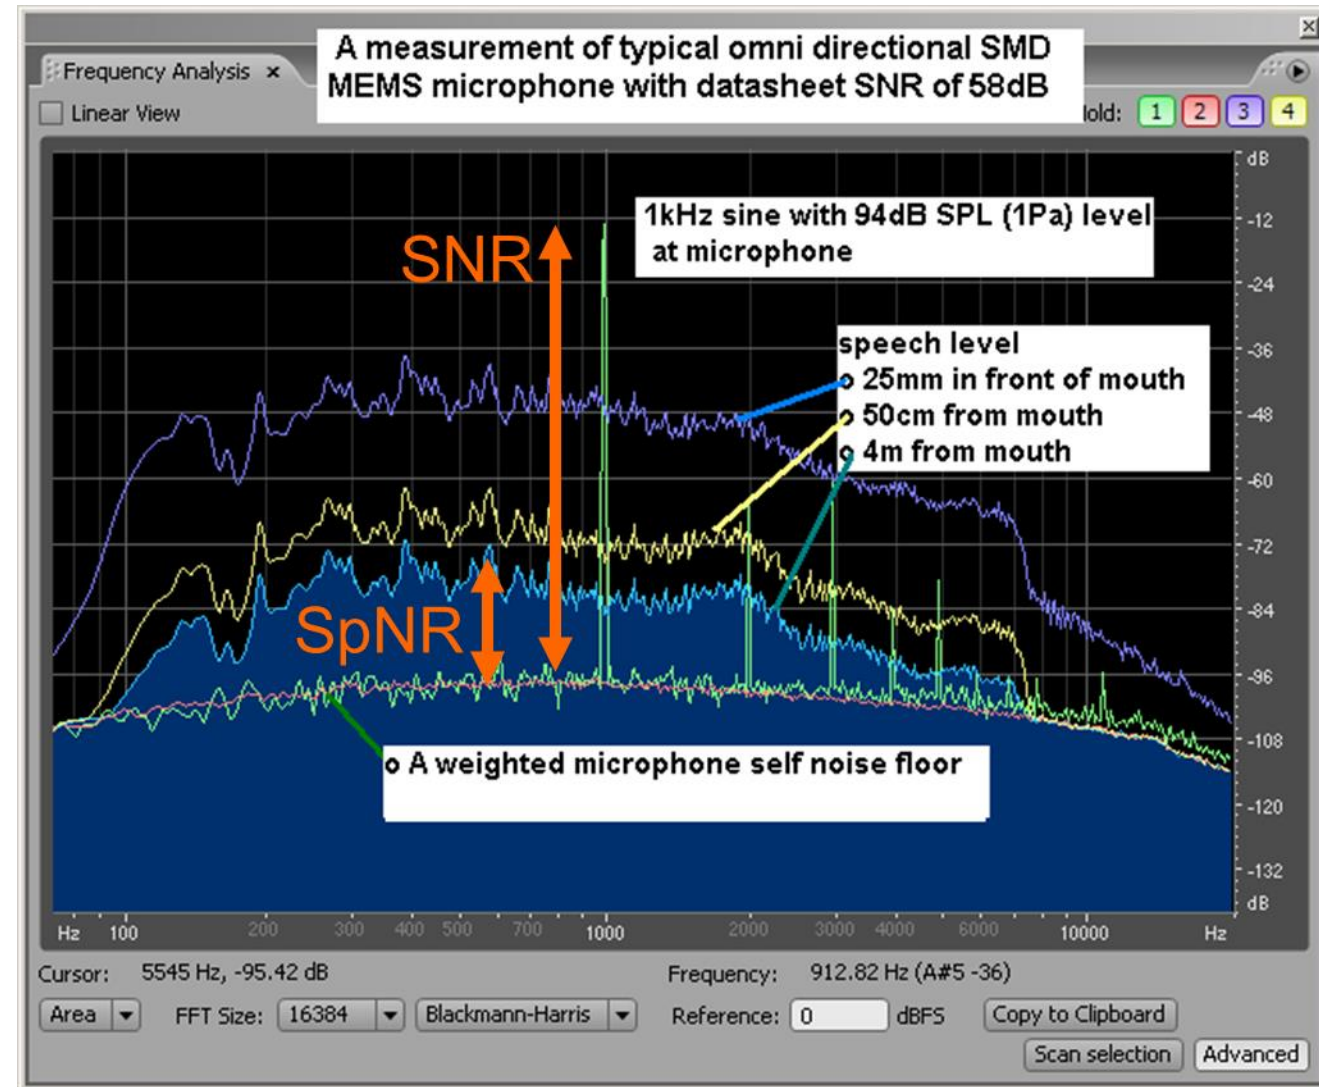 A measurement of typical omni directional SMD
MEMS microphone with datasheet SNR of 58dB
Frequency Analysis
Linear View
old: 1 2 3 4
dB
1kHz sine with 94dB SPL (1Pa) level
at microphone
-12
SNR
-24
speech level
-36
o 25mm in front of mouth
o 50cm from mouth
-48
o 4m from mouth
-60
-72
-84
SpNR
-96
-108
o A weighted microphone self noise floor
-120
-132
dB
Hz 100 200 300 400 500 700 1000 2000 3000 4000 6000 10000 Hz
Cursor: 5545 Hz, -95.42 dB Frequency: 912.82 Hz (A#5 -36)
Area FFT Size: 16384 Blackmann-Harris Reference: 0 dBFS Copy to Clipboard
Scan selection Advanced